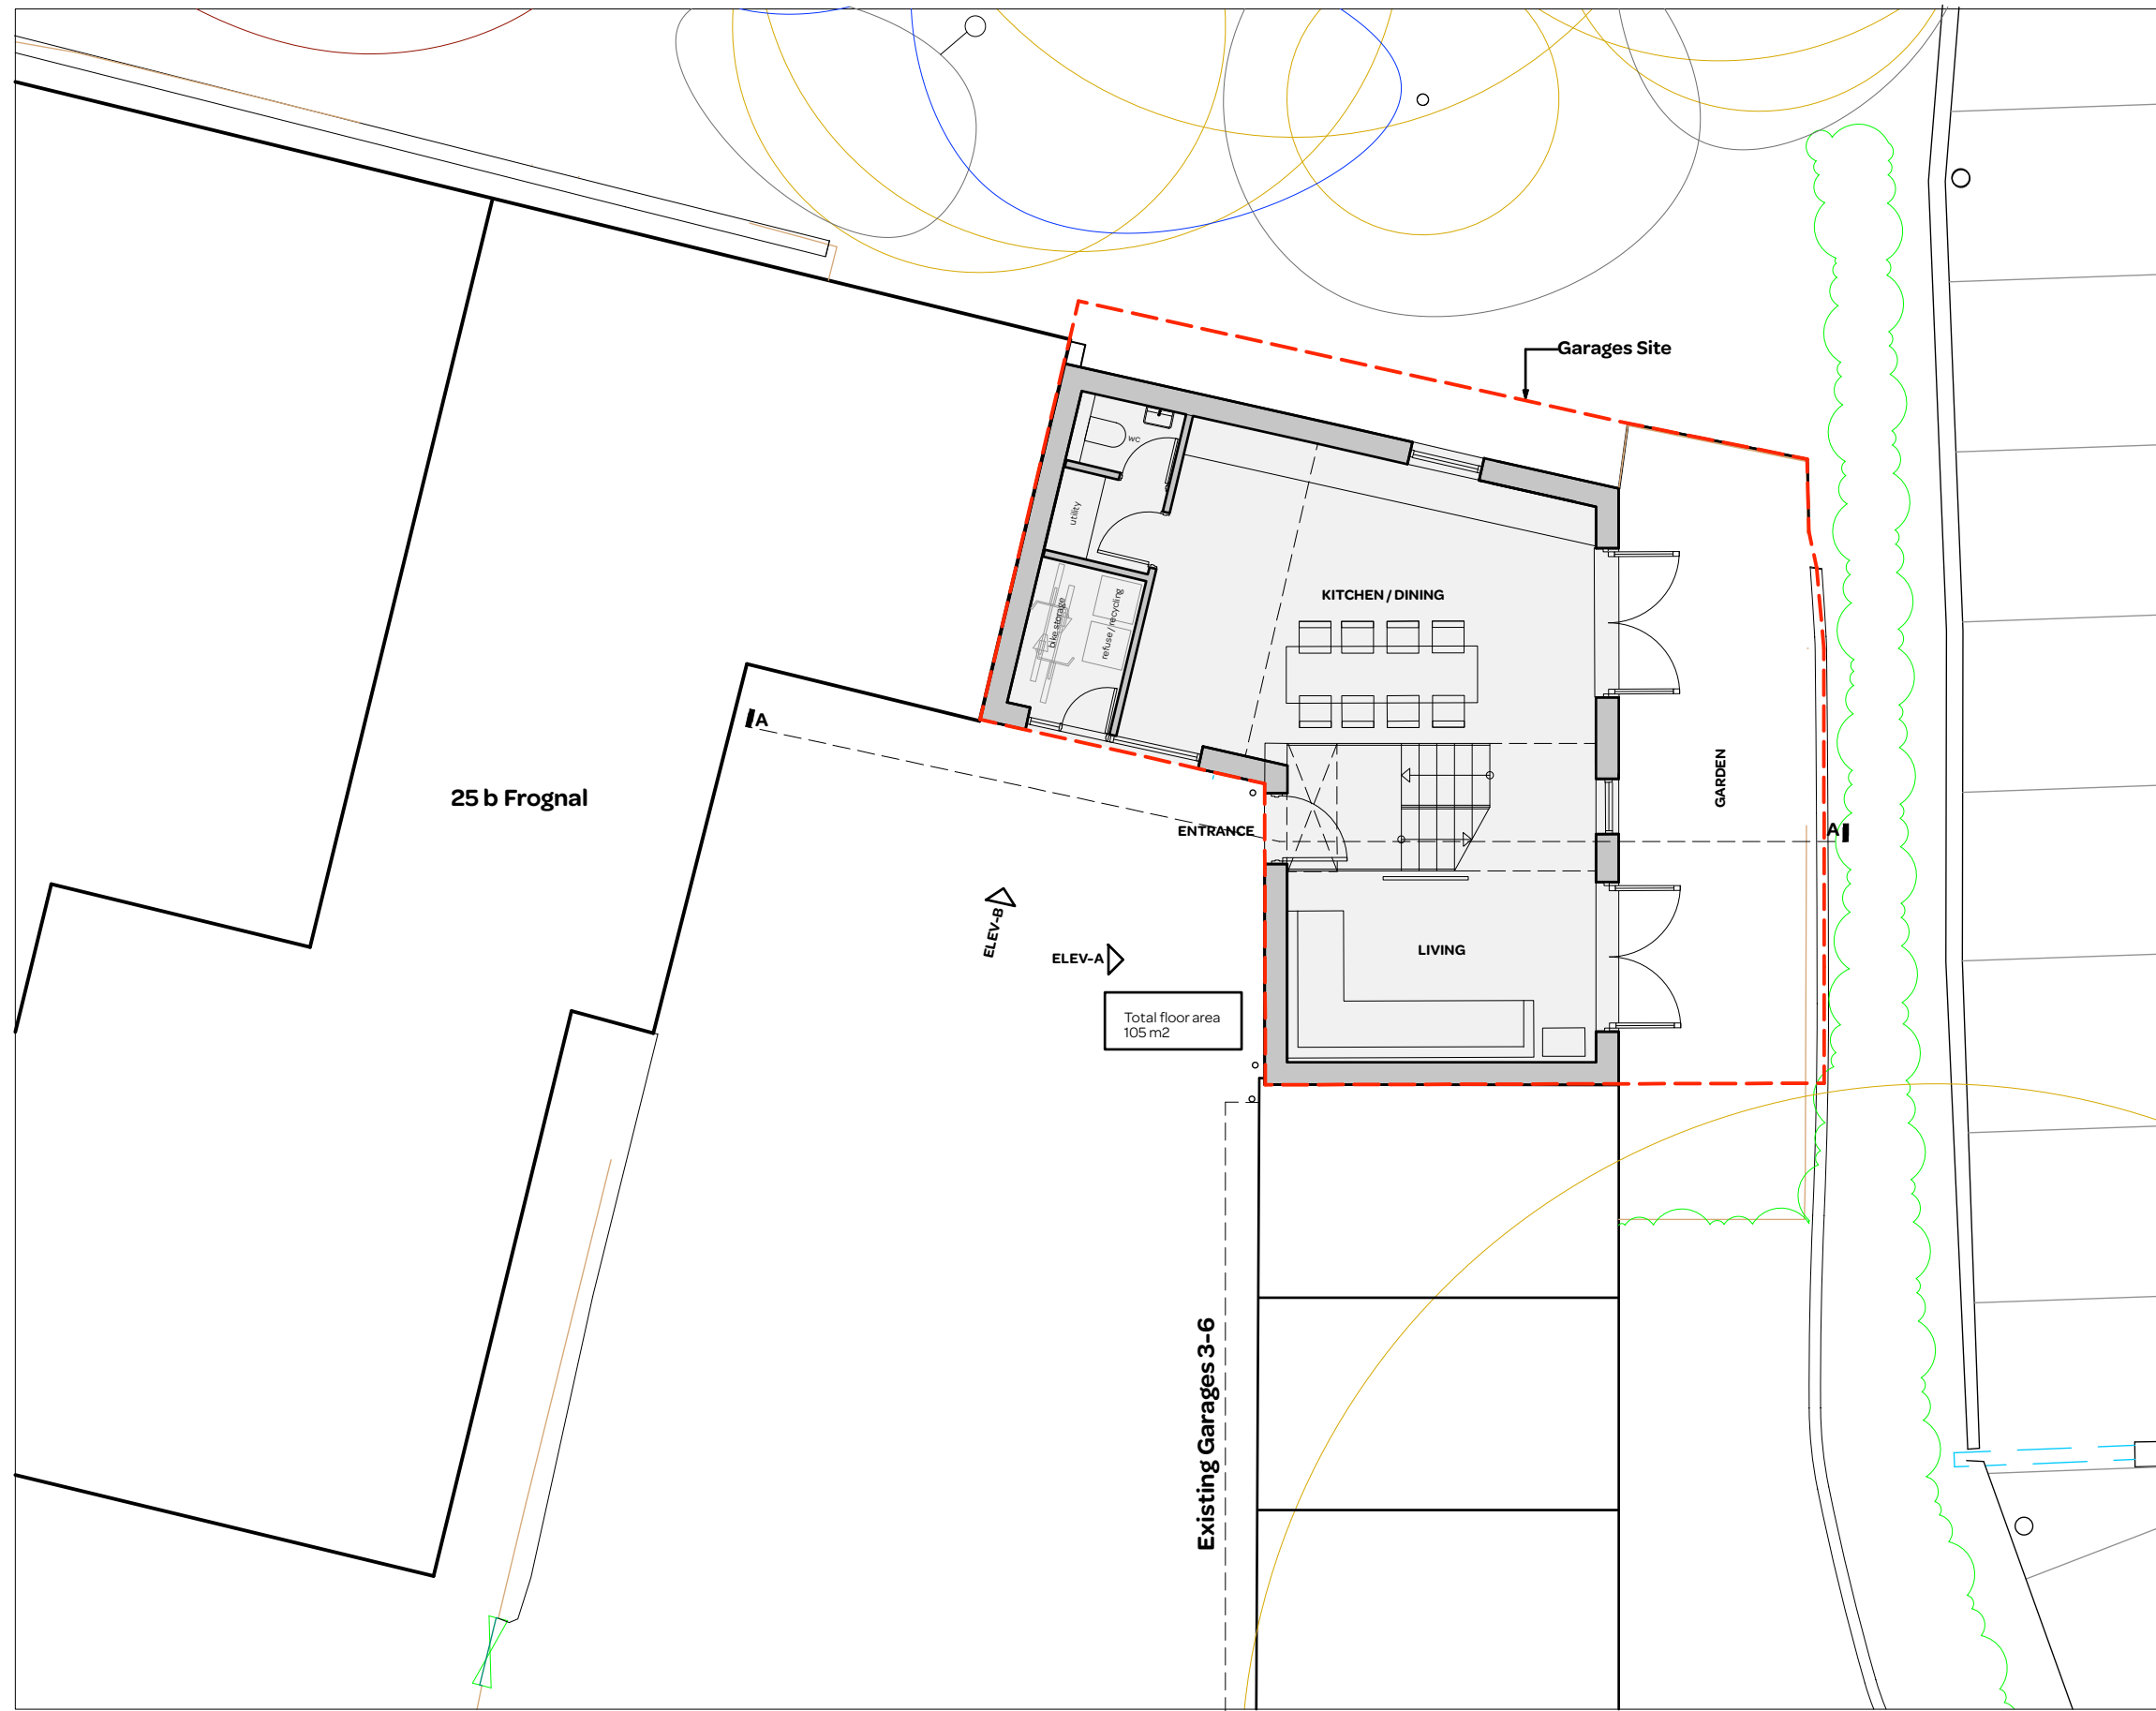 Garages Site
wc
utility
bike storage
refuse / recycling
KITCHEN / DINING
A
GARDEN
25 b Frognal
ENTRANCE
A
ELEV-B
ELEV-A
LIVING
Total floor area
105 m2
Existing Garages 3-6